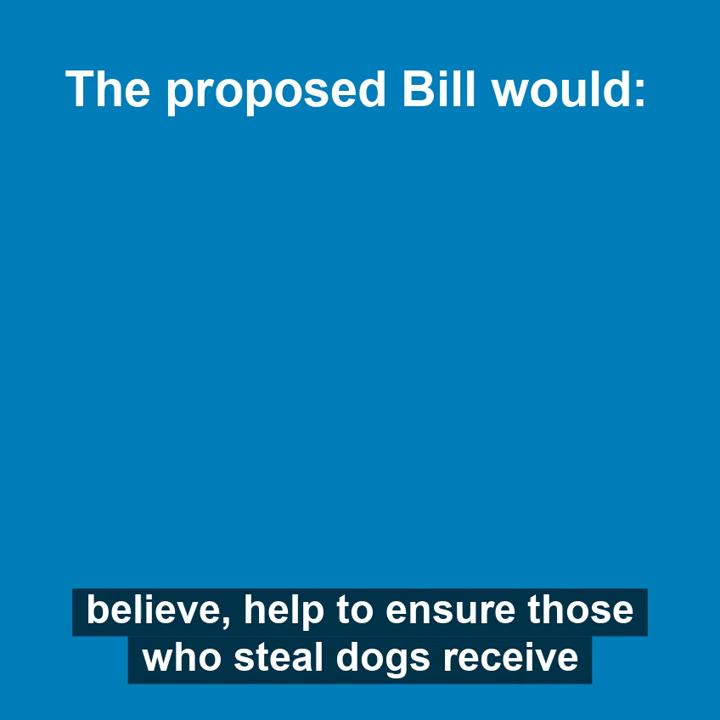 The proposed Bill would:
believe, help to ensure those
who steal dogs receive